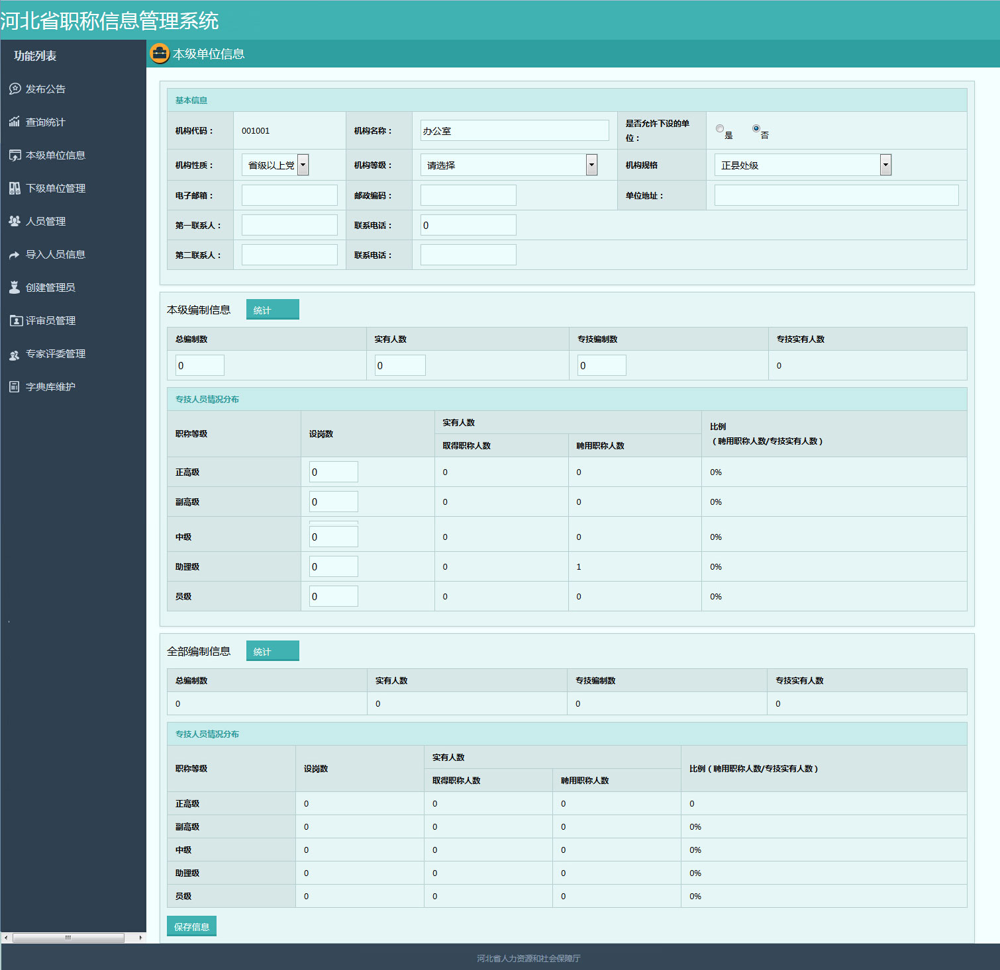 河北省职称信息管理系统
功能列表
发布公告
查询统计
本级单位信息
下级单位管理
人员管理
导入人员信息
创建管理员
评审员管理
专家评委管理
字典库维护
本级单位信息
基本信息
机构代码： 001001 机构名称： 办公室 是否允许下设的单位： 是 否
机构性质： 省级以上党 机构等级： 请选择 机构规格 正县处级
电子邮箱： 邮政编码： 单位地址：
第一联系人： 联系电话： 0
第二联系人： 联系电话：
本级编制信息 统计
总编制数 实有人数 专技编制数 专技实有人数
0 0 0 0
专技人员情况分布
职称等级 设岗数 实有人数 比例
（聘用职称人数/专技实有人数）
取得职称人数 聘用职称人数
正高级 0 0 0 0%
副高级 0 0 0 0%
中级 0 0 0 0%
助理级 0 0 1 0%
员级 0 0 0 0%
全部编制信息 统计
总编制数 实有人数 专技编制数 专技实有人数
0 0 0 0
专技人员情况分布
职称等级 设岗数 实有人数 比例（聘用职称人数/专技实有人数）
取得职称人数 聘用职称人数
正高级 0 0 0 0
副高级 0 0 0 0%
中级 0 0 0 0%
助理级 0 0 0 0%
员级 0 0 0 0%
保存信息
河北省人力资源和社会保障厅